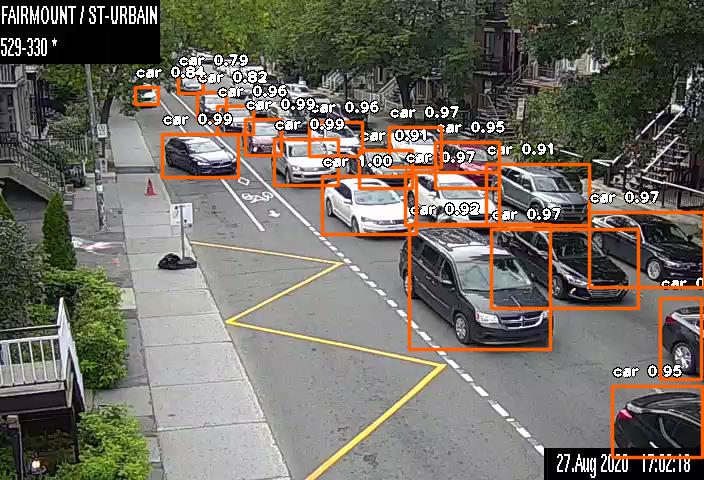 FAIRMOUNT / ST-URBAIN
529-330 *
car 0.79
car 0.84
car 0.82
car 0.96
car 0.99
car 0.96
car 0.99
car 0.99
car 0.97
car 0.95
0.91
car 0.91
car 1.00
car 0.97
car 0.97
car 0.92
car 0.97
car 0.95
27.Aug 2020 17:02:18